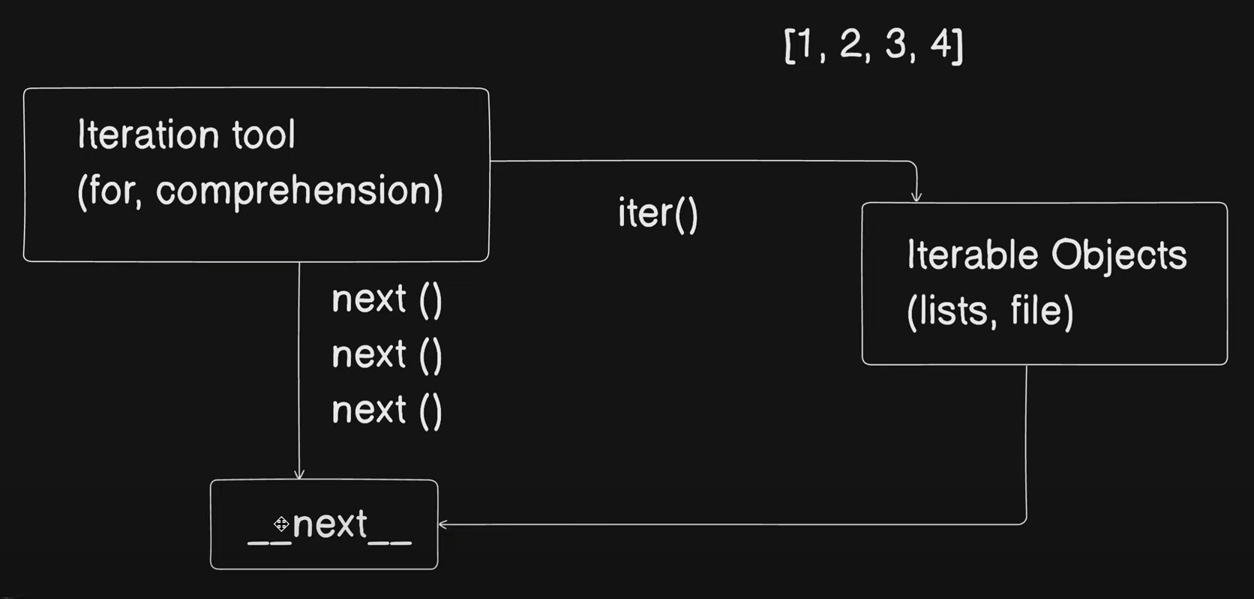 [1, 2, 3, 4]
Iteration tool
(for, comprehension)
iter()
Iterable Objects
(lists, file)
next ()
next ()
next ()
__next__